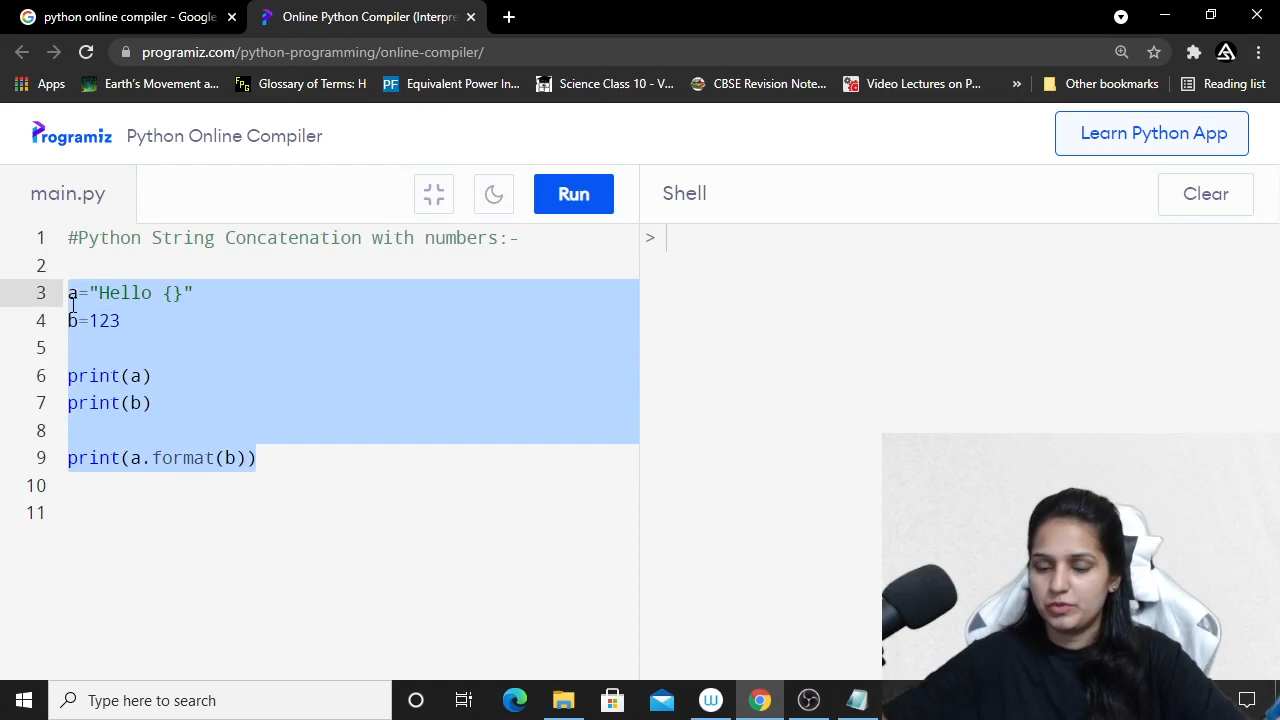 python online compiler - Google
Online Python Compiler (Interpre
programiz.com/python-programming/online-compiler/
Apps
Earth's Movement a...
FPg
Glossary of Terms: H
PF
Equivalent Power In...
Science Class 10 - V...
CBSE Revision Note...
Video Lectures on P...
»
Other bookmarks
Reading list
Programiz
Python Online Compiler
Learn Python App
main.py
Run
Shell
Clear
1 #Python String Concatenation with numbers:-
2
3 a="Hello {}"
4 b=123
5
6 print(a)
7 print(b)
8
9 print(a.format(b))
10
11
>
Type here to search
W